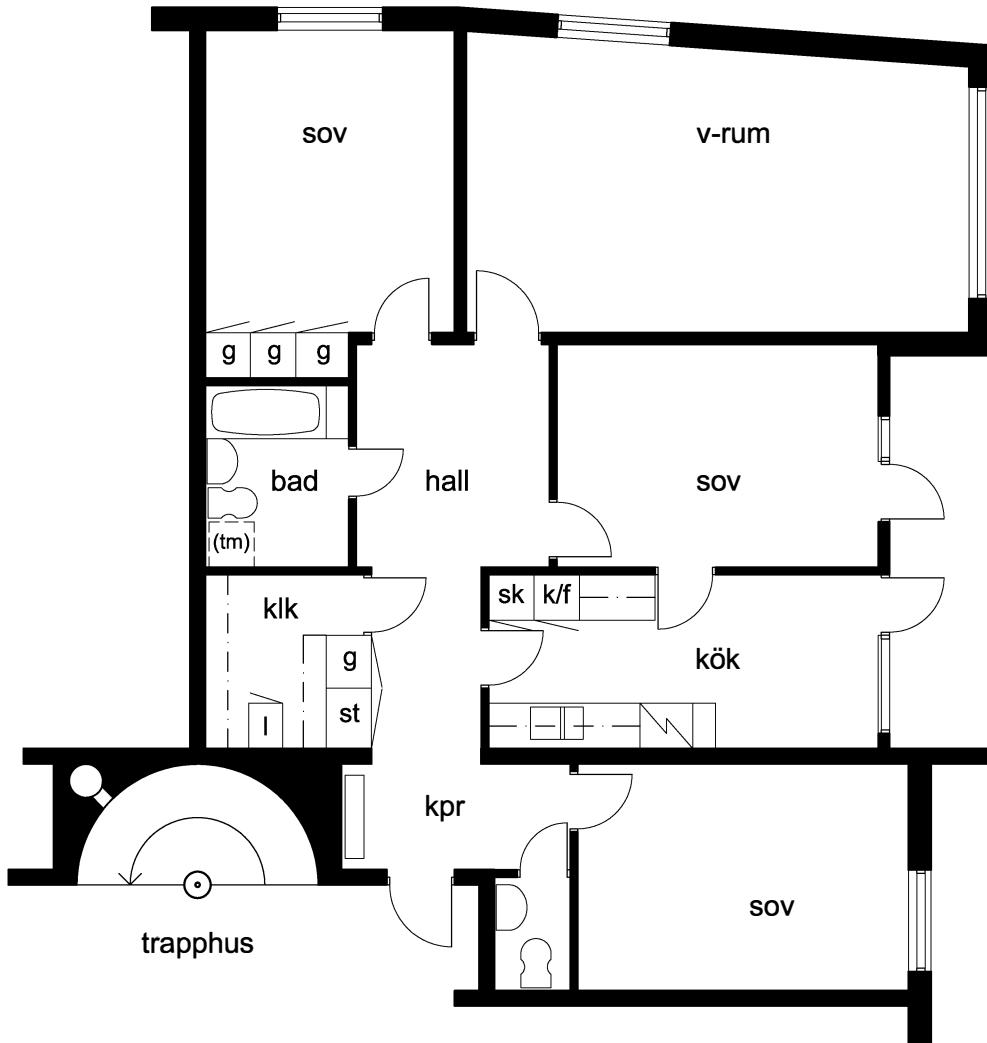 sov
v-rum
g
g
g
bad
hall
sov
(tm)
klk
sk
k/f
g
kök
st
l
kpr
sov
trapphus